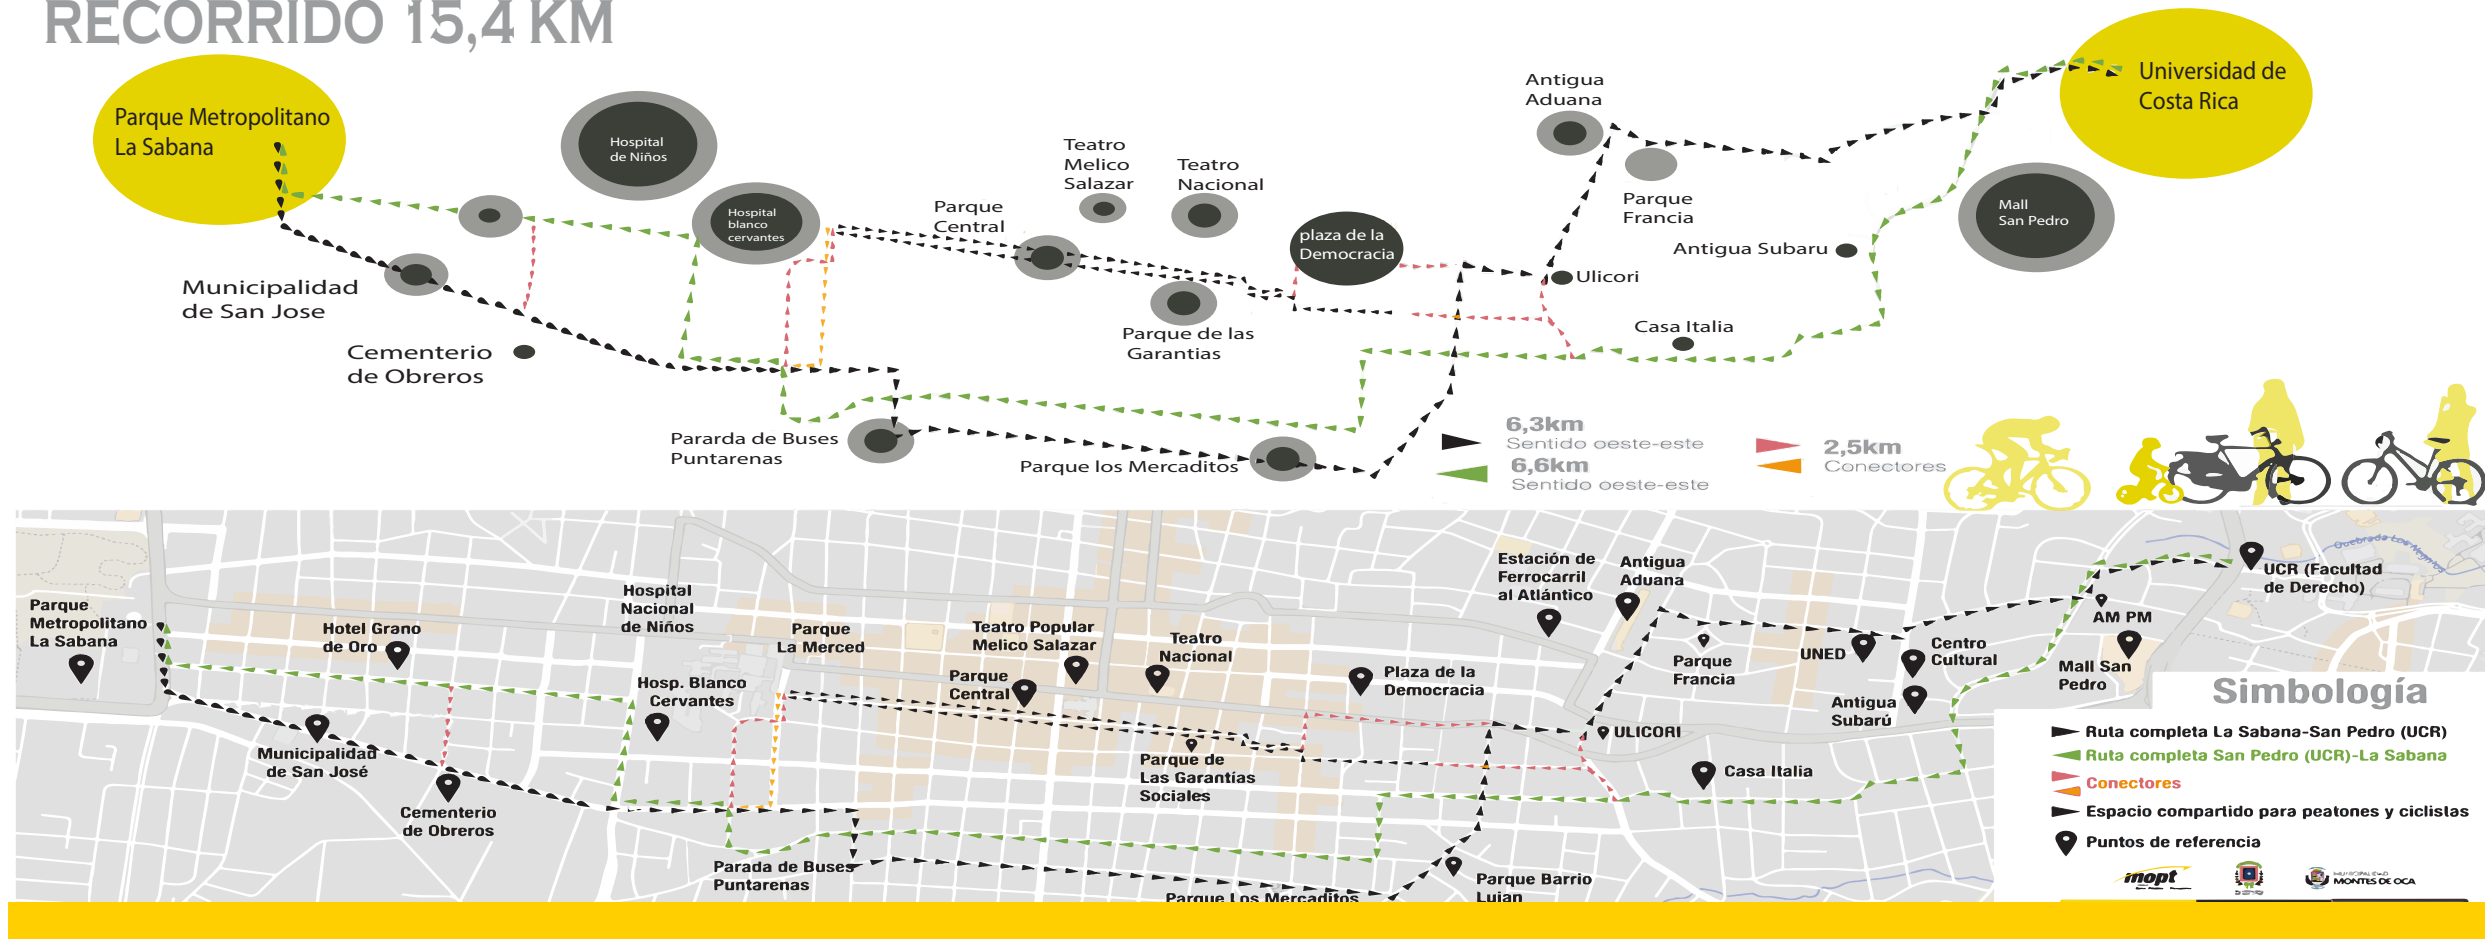 RECORRIDO 15,4 KM
Parque Metropolitano
La Sabana
Hospital
de Niños
Hospital
blanco
cervantes
Parque
Central
Teatro
Melico
Salazar
Teatro
Nacional
plaza de la
Democracia
Antigua
Aduana
Parque
Francia
Antigua Subaru
Ulicori
Universidad de
Costa Rica
Mall
San Pedro
Municipalidad
de San Jose
Cementerio
de Obreros
Parque de las
Garantias
Casa Italia
Pararda de Buses
Puntarenas
Parque los Mercaditos
6,3km
Sentido oeste-este
6,6km
Sentido oeste-este
2,5km
Conectores
Parque
Metropolitano
La Sabana
Hotel Grano
de Oro
Hospital
Nacional
de Niños
Parque
La Merced
Hosp. Blanco
Cervantes
Teatro Popular
Melico Salazar
Parque
Central
Teatro
Nacional
Plaza de la
Democracia
Estación de
Ferrocarril
al Atlántico
Antigua
Aduana
Parque
Francia
UNED
Centro
Cultural
Antigua
Subarú
AM PM
Mall San
Pedro
UCR (Facultad
de Derecho)
Quebrada Los Negritos
Municipalidad
de San José
Cementerio
de Obreros
Parque de
Las Garantías
Sociales
ULICORI
Casa Italia
Parada de Buses
Puntarenas
Parque Los Mercaditos
Parque Barrio
Lujan
Simbología
Ruta completa La Sabana-San Pedro (UCR)
Ruta completa San Pedro (UCR)-La Sabana
Conectores
Espacio compartido para peatones y ciclistas
Puntos de referencia
mopt
MUNICIPALIDAD
MONTES DE OCA